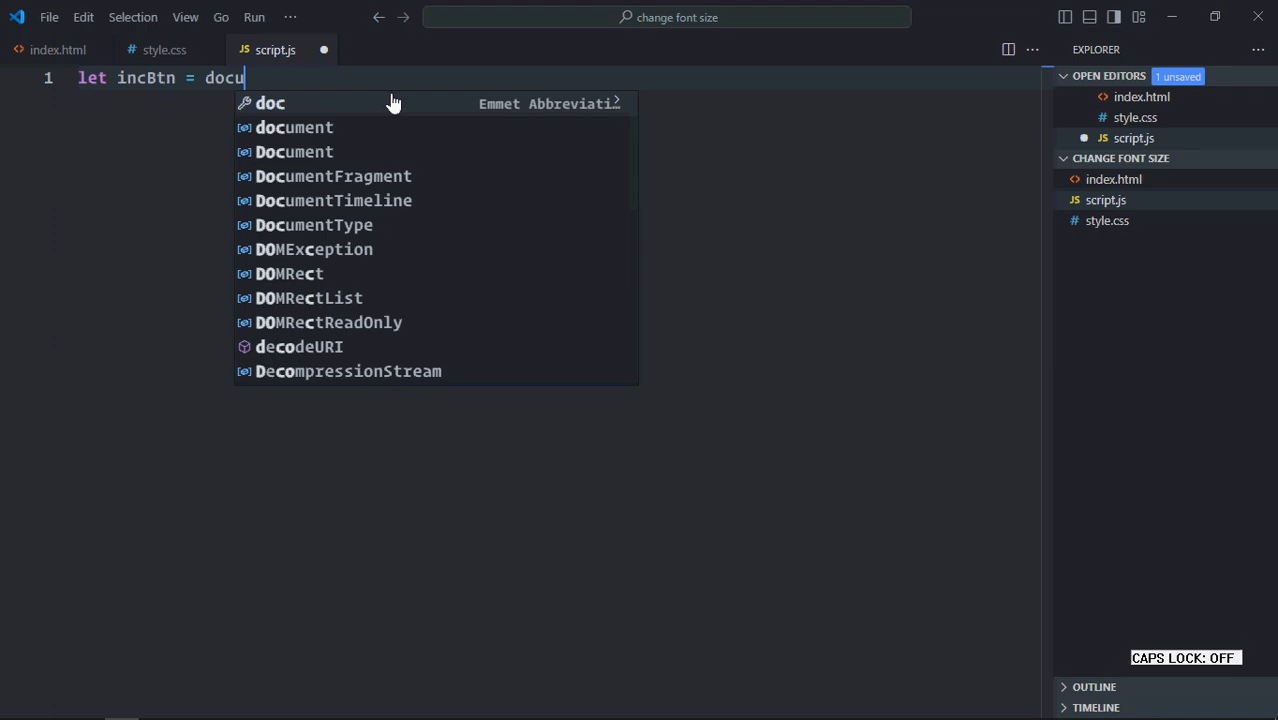 File Edit Selection View Go Run ··· change font size
index.html style.css script.js
EXPLORER
1 let incBtn = docu
doc Emmet Abbreviati…
document
Document
DocumentFragment
DocumentTimeline
DocumentType
DOMException
DOMRect
DOMRectList
DOMRectReadOnly
decodeURI
DecompressionStream
OPEN EDITORS 1 unsaved
index.html
style.css
script.js
CHANGE FONT SIZE
index.html
script.js
style.css
CAPS LOCK: OFF
OUTLINE
TIMELINE